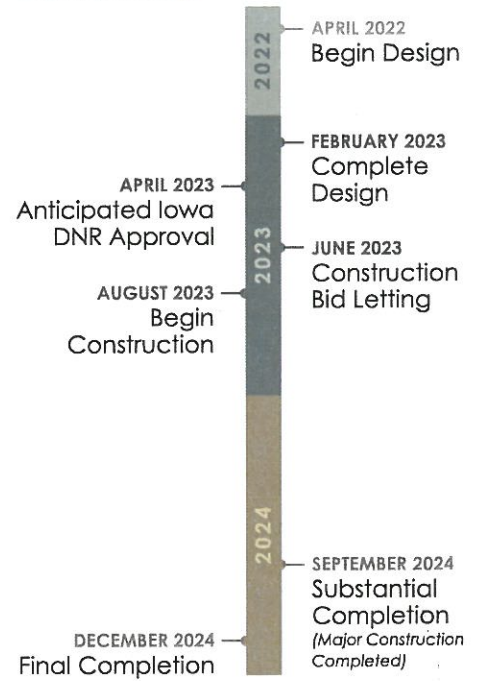 2022
APRIL 2022
Begin Design
FEBRUARY 2023
Complete
Design
APRIL 2023
Anticipated Iowa
DNR Approval
2023
JUNE 2023
Construction
Bid Letting
AUGUST 2023
Begin
Construction
2024
SEPTEMBER 2024
Substantial
Completion
(Major Construction
Completed)
DECEMBER 2024
Final Completion